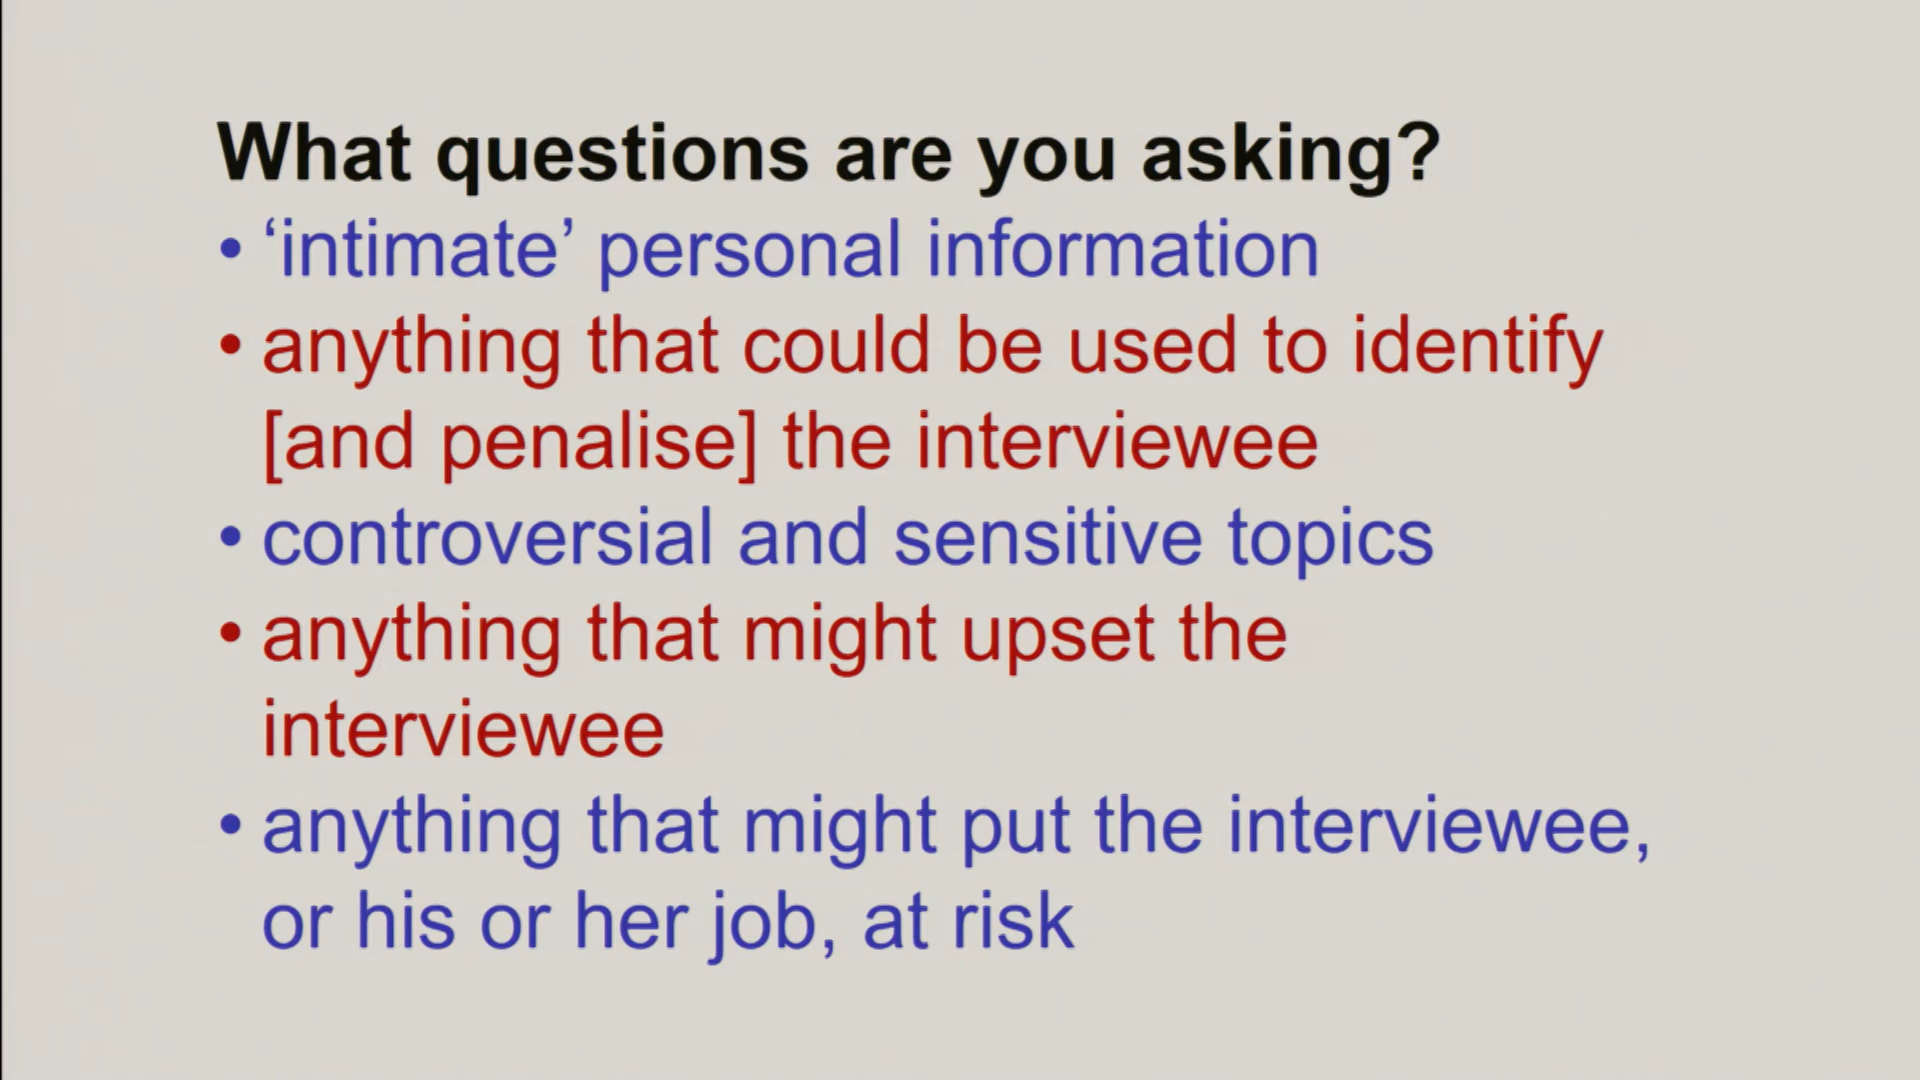 What questions are you asking?
• ‘intimate’ personal information
• anything that could be used to identify
[and penalise] the interviewee
• controversial and sensitive topics
• anything that might upset the
interviewee
• anything that might put the interviewee,
or his or her job, at risk